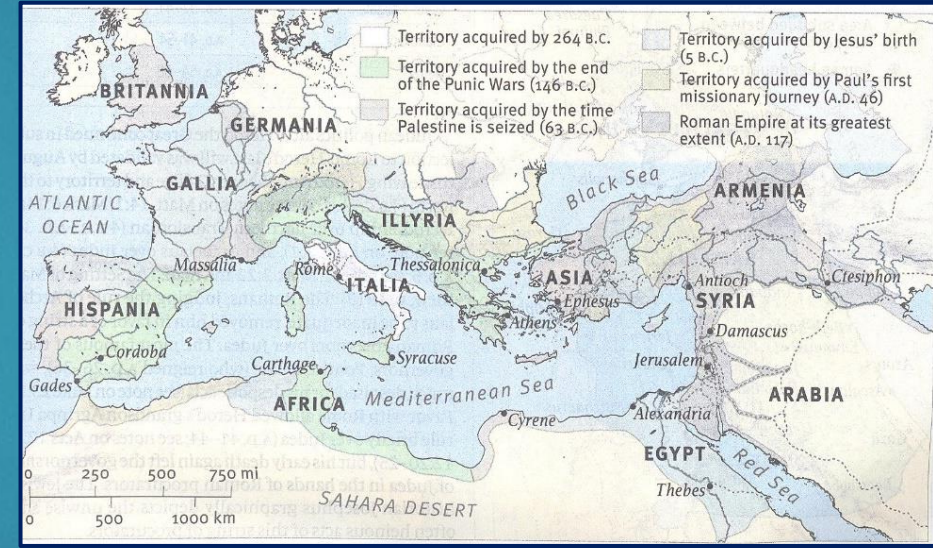 Territory acquired by 264 B.C.
Territory acquired by the end
of the Punic Wars (146 B.C.)
Territory acquired by the time
Palestine is seized (63 B.C.)
Territory acquired by Jesus' birth
(5 B.C.)
Territory acquired by Paul's first
missionary journey (A.D. 46)
Roman Empire at its greatest
extent (A.D. 117)
BRITANNIA
GERMANIA
GALLIA
ATLANTIC
OCEAN
Black Sea
ARMENIA
ILLYRIA
Massalia
Rome
Thessalonica
ITALIA
ASIA
Ephesus
Antioch
Ctesiphon
SYRIA
HISPANIA
Athens
Damascus
Cordoba
Carthage
Syracuse
Jerusalem
Gades
AFRICA
Mediterranean Sea
ARABIA
Cyrene
Alexandria
EGYPT
Red Sea
Thebes
0 250 500 750 mi
0 500 1000 km
SAHARA DESERT